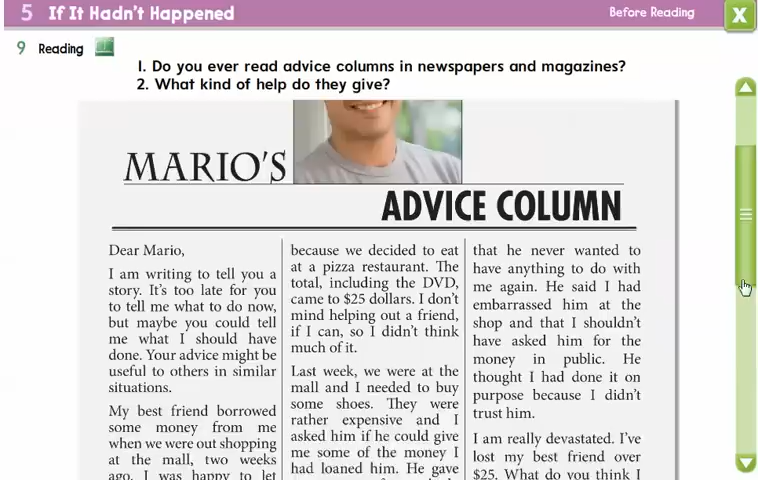 5 If It Hadn't Happened
Before Reading
X
9 Reading
1. Do you ever read advice columns in newspapers and magazines?
2. What kind of help do they give?
MARIO'S
ADVICE COLUMN
Dear Mario,
I am writing to tell you a
story. It's too late for you
to tell me what to do now,
but maybe you could tell
me what I should have
done. Your advice might be
useful to others in similar
situations.
My best friend borrowed
some money from me
when we were out shopping
at the mall, two weeks
ago. I was happy to let
because we decided to eat
at a pizza restaurant. The
total, including the DVD,
came to $25 dollars. I don't
mind helping out a friend,
if I can, so I didn't think
much of it.
Last week, we were at the
mall and I needed to buy
some shoes. They were
rather expensive and I
asked him if he could give
me some of the money I
had loaned him. He gave
that he never wanted to
have anything to do with
me again. He said I had
embarrassed him at the
shop and that I shouldn't
have asked him for the
money in public. He
thought I had done it on
purpose because I didn't
trust him.
I am really devastated. I've
lost my best friend over
$25. What do you think I